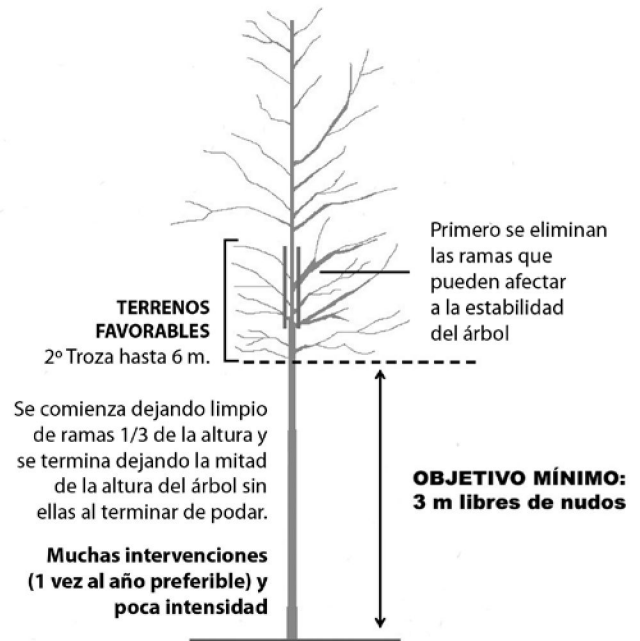 Primero se eliminan
las ramas que
pueden afectar
a la estabilidad
del árbol
TERRENOS
FAVORABLES
2º Troza hasta 6 m.
Se comienza dejando limpio
de ramas 1/3 de la altura y
se termina dejando la mitad
de la altura del árbol sin
ellas al terminar de podar.
Muchas intervenciones
(1 vez al año preferible) y
poca intensidad
OBJETIVO MÍNIMO:
3 m libres de nudos